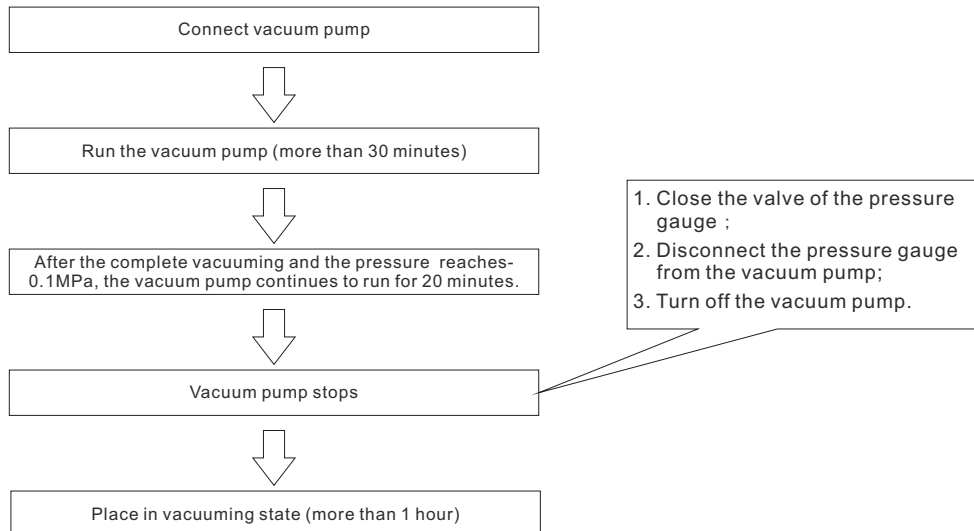 Connect vacuum pump
Run the vacuum pump (more than 30 minutes)
After the complete vacuuming and the pressure reaches-
0.1MPa, the vacuum pump continues to run for 20 minutes.
Vacuum pump stops
1. Close the valve of the pressure
gauge ;
2. Disconnect the pressure gauge
from the vacuum pump;
3. Turn off the vacuum pump.
Place in vacuuming state (more than 1 hour)